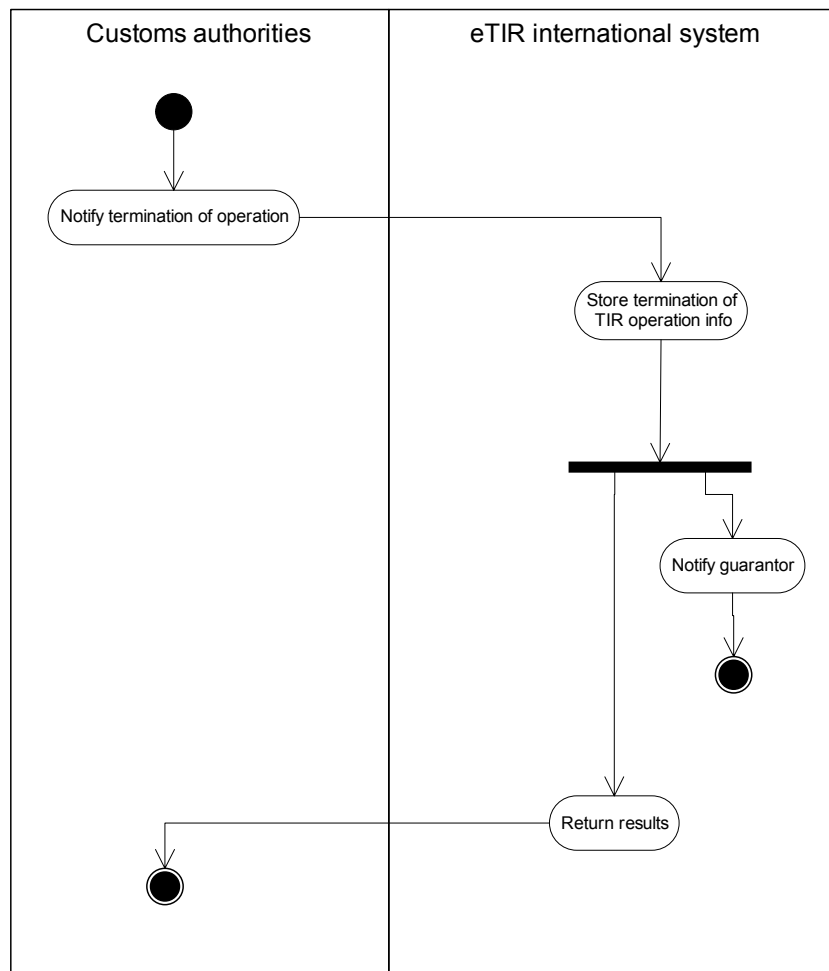 Customs authorities
eTIR international system
Notify termination of operation
Store termination of
TIR operation info
Notify guarantor
Return results